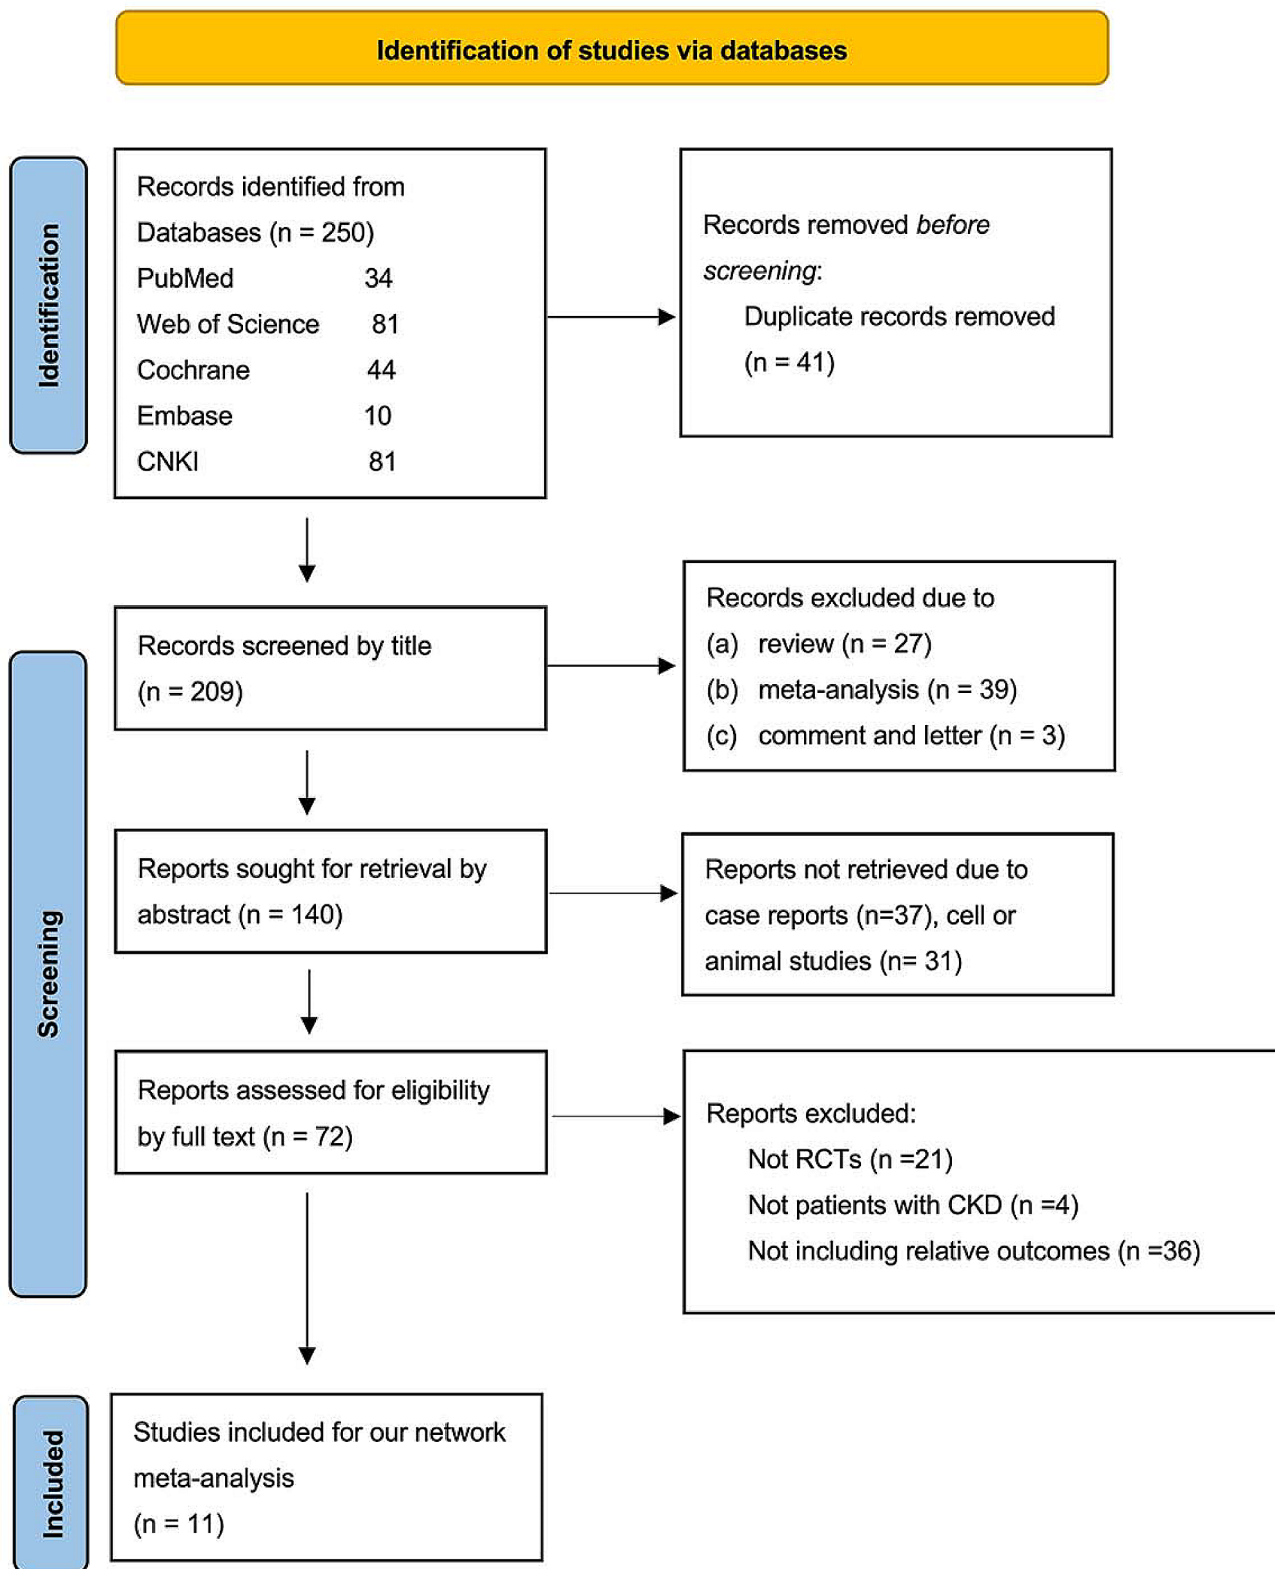 Identification of studies via databases
Identification
Records identified from
Databases (n = 250)
PubMed 34
Web of Science 81
Cochrane 44
Embase 10
CNKI 81
Records removed before
screening:
Duplicate records removed
(n = 41)
Screening
Records screened by title
(n = 209)
Records excluded due to
(a) review (n = 27)
(b) meta-analysis (n = 39)
(c) comment and letter (n = 3)
Reports sought for retrieval by
abstract (n = 140)
Reports not retrieved due to
case reports (n=37), cell or
animal studies (n= 31)
Reports assessed for eligibility
by full text (n = 72)
Reports excluded:
Not RCTs (n =21)
Not patients with CKD (n =4)
Not including relative outcomes (n =36)
Included
Studies included for our network
meta-analysis
(n = 11)